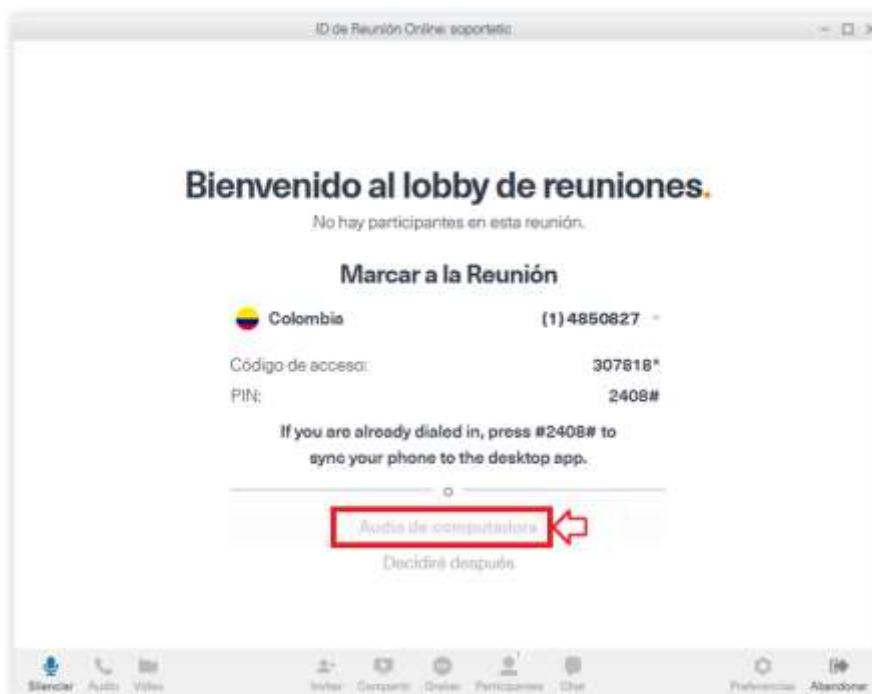 ID de Reunión Online: soportetic
Bienvenido al lobby de reuniones.
No hay participantes en esta reunión.
Marcar a la Reunión
Colombia (1) 4850827
Código de acceso: 307818*
PIN: 2408#
If you are already dialed in, press #2408# to
sync your phone to the desktop app.
o
Audio de computadora
Decidiré después
Silenciar Audio Video Invitar Compartir Grabar Participantes Chat Preferencias Abandonar